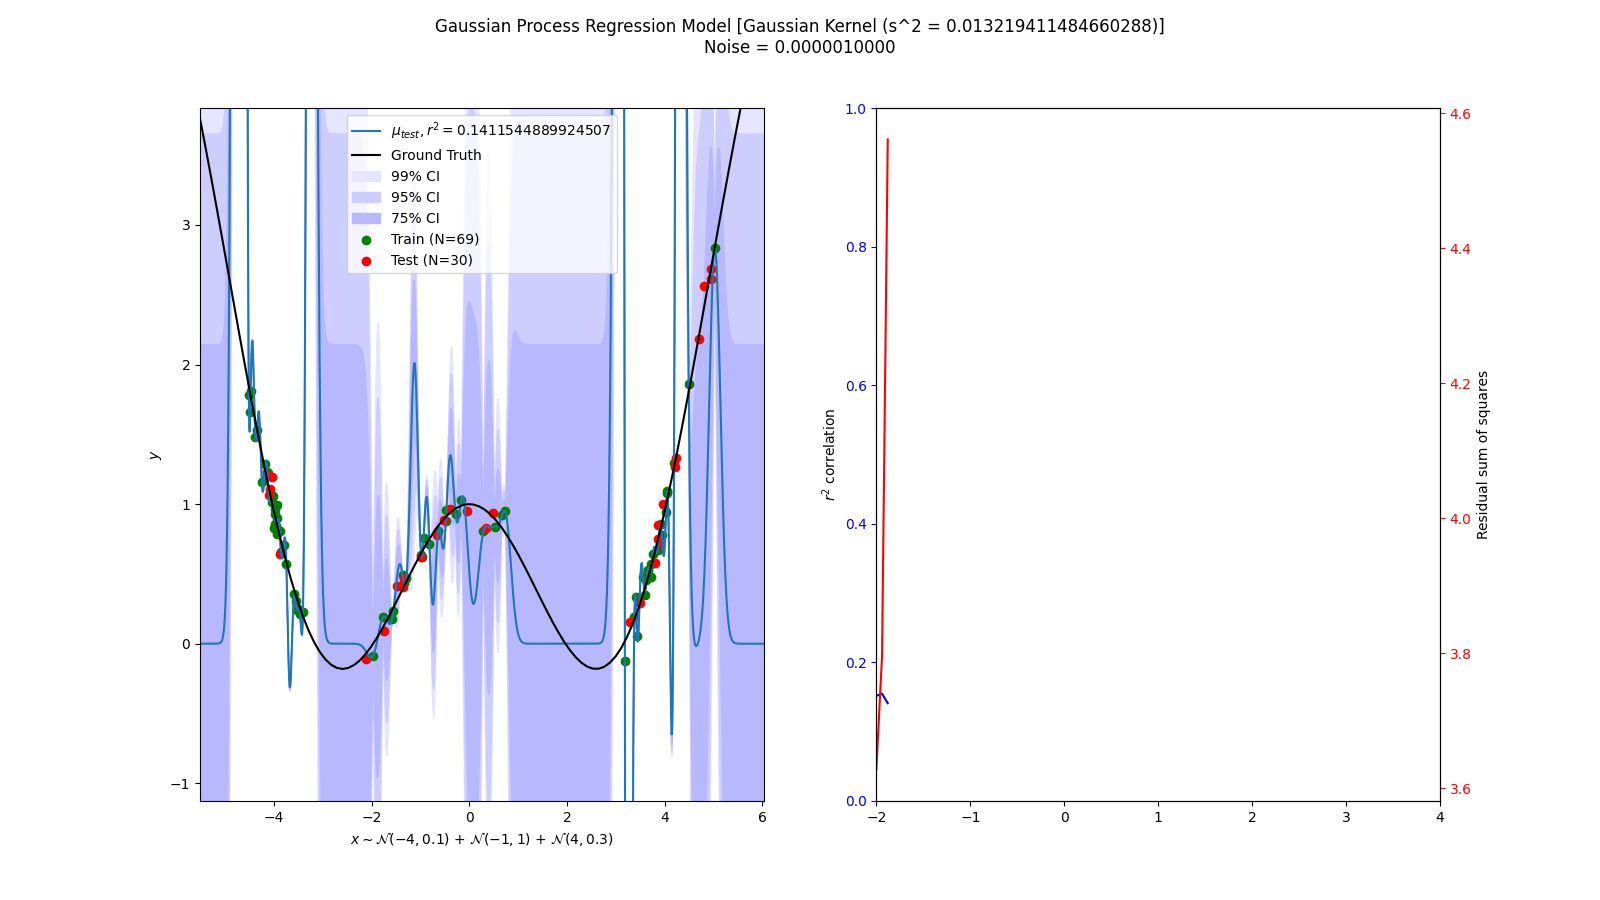 Gaussian Process Regression Model [Gaussian Kernel (s^2 = 0.013219411484660288)]
Noise = 0.0000010000
μ_test, r² = 0.1411544889924507
Ground Truth
99% CI
95% CI
75% CI
Train (N=69)
Test (N=30)
y
3
2
1
0
−1
−4
−2
0
2
4
6
x ~ 𝒩(−4, 0.1) + 𝒩(−1, 1) + 𝒩(4, 0.3)
r² correlation
1.0
0.8
0.6
0.4
0.2
0.0
−2
−1
0
1
2
3
4
4.6
4.4
4.2
4.0
3.8
3.6
Residual sum of squares